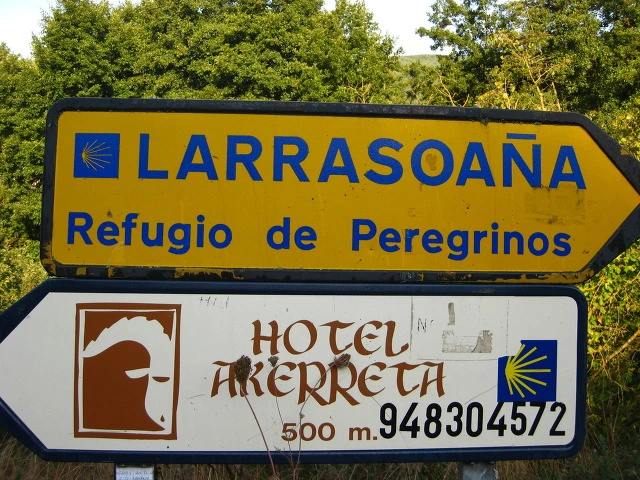 LARRASOAÑA
Refugio de Peregrinos
HOTEL
AKERRETA
500 m. 948304572